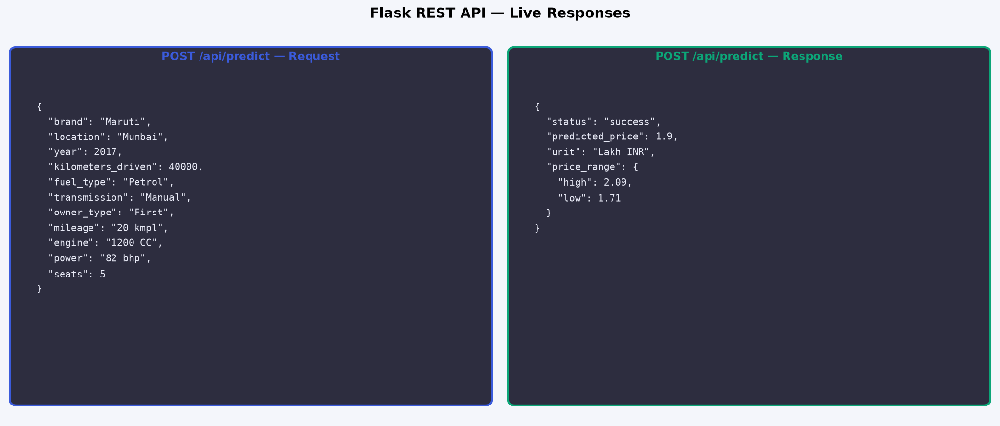 Flask REST API — Live Responses
POST /api/predict — Request
{
  "brand": "Maruti",
  "location": "Mumbai",
  "year": 2017,
  "kilometers_driven": 40000,
  "fuel_type": "Petrol",
  "transmission": "Manual",
  "owner_type": "First",
  "mileage": "20 kmpl",
  "engine": "1200 CC",
  "power": "82 bhp",
  "seats": 5
}
POST /api/predict — Response
{
  "status": "success",
  "predicted_price": 1.9,
  "unit": "Lakh INR",
  "price_range": {
    "high": 2.09,
    "low": 1.71
  }
}